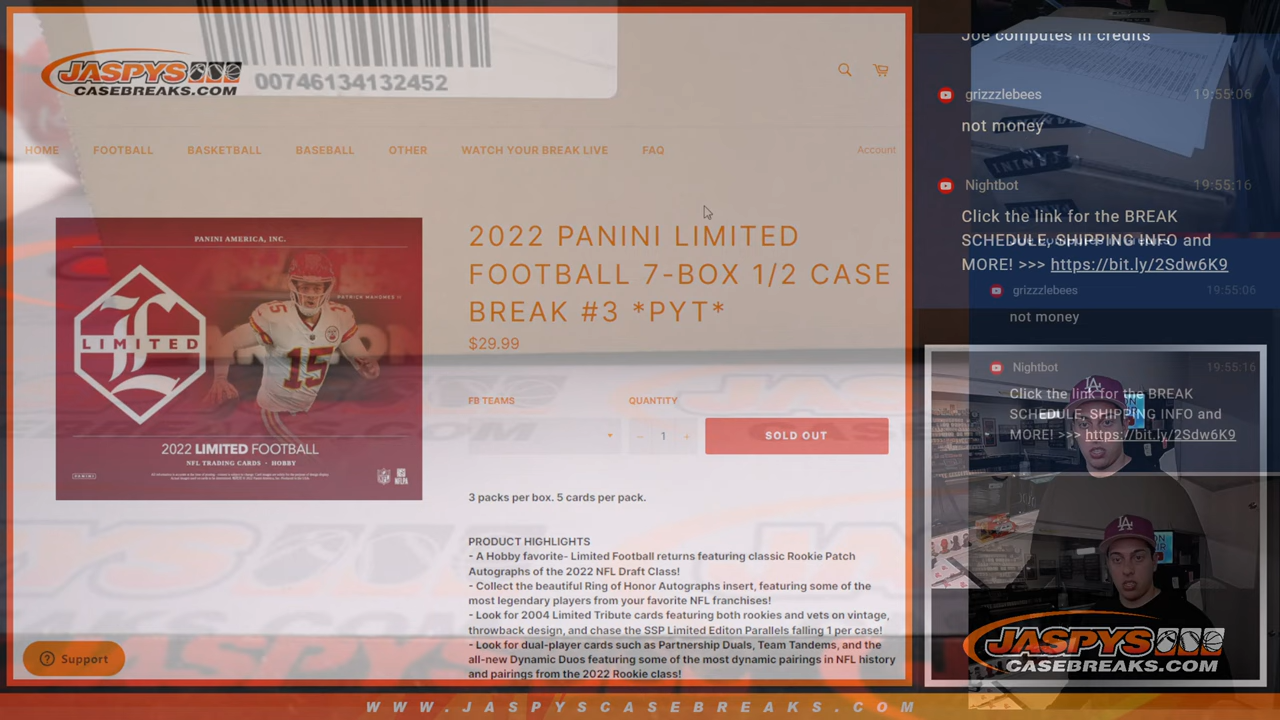 JASPYS
CASEBREAKS.COM
00746134132452
HOME FOOTBALL BASKETBALL BASEBALL OTHER WATCH YOUR BREAK LIVE FAQ Account
PANINI AMERICA, INC.
PATRICK MAHOMES II
LIMITED
2022 LIMITED FOOTBALL
NFL TRADING CARDS • HOBBY
PANINI
NFL
NFLPA
2022 PANINI LIMITED
FOOTBALL 7-BOX 1/2 CASE
BREAK #3 *PYT*
$29.99
FB TEAMS QUANTITY
− 1 + SOLD OUT
3 packs per box. 5 cards per pack.
PRODUCT HIGHLIGHTS
- A Hobby favorite- Limited Football returns featuring classic Rookie Patch
Autographs of the 2022 NFL Draft Class!
- Collect the beautiful Ring of Honor Autographs insert, featuring some of the
most legendary players from your favorite NFL franchises!
- Look for 2004 Limited Tribute cards featuring both rookies and vets on vintage,
throwback design, and chase the SSP Limited Editon Parallels falling 1 per case!
- Look for dual-player cards such as Partnership Duals, Team Tandems, and the
all-new Dynamic Duos featuring some of the most dynamic pairings in NFL history
and pairings from the 2022 Rookie class!
Support
Joe computes in credits
grizzzlebees 19:55:06
not money
Nightbot 19:55:16
Click the link for the BREAK
SCHEDULE, SHIPPING INFO and
MORE! >>> https://bit.ly/2Sdw6K9
grizzzlebees 19:55:06
not money
Nightbot 19:55:16
Click the link for the BREAK
SCHEDULE, SHIPPING INFO and
MORE! >>> https://bit.ly/2Sdw6K9
LA
LA
JASPYS
CASEBREAKS.COM
WWW.JASPYSCASEBREAKS.COM